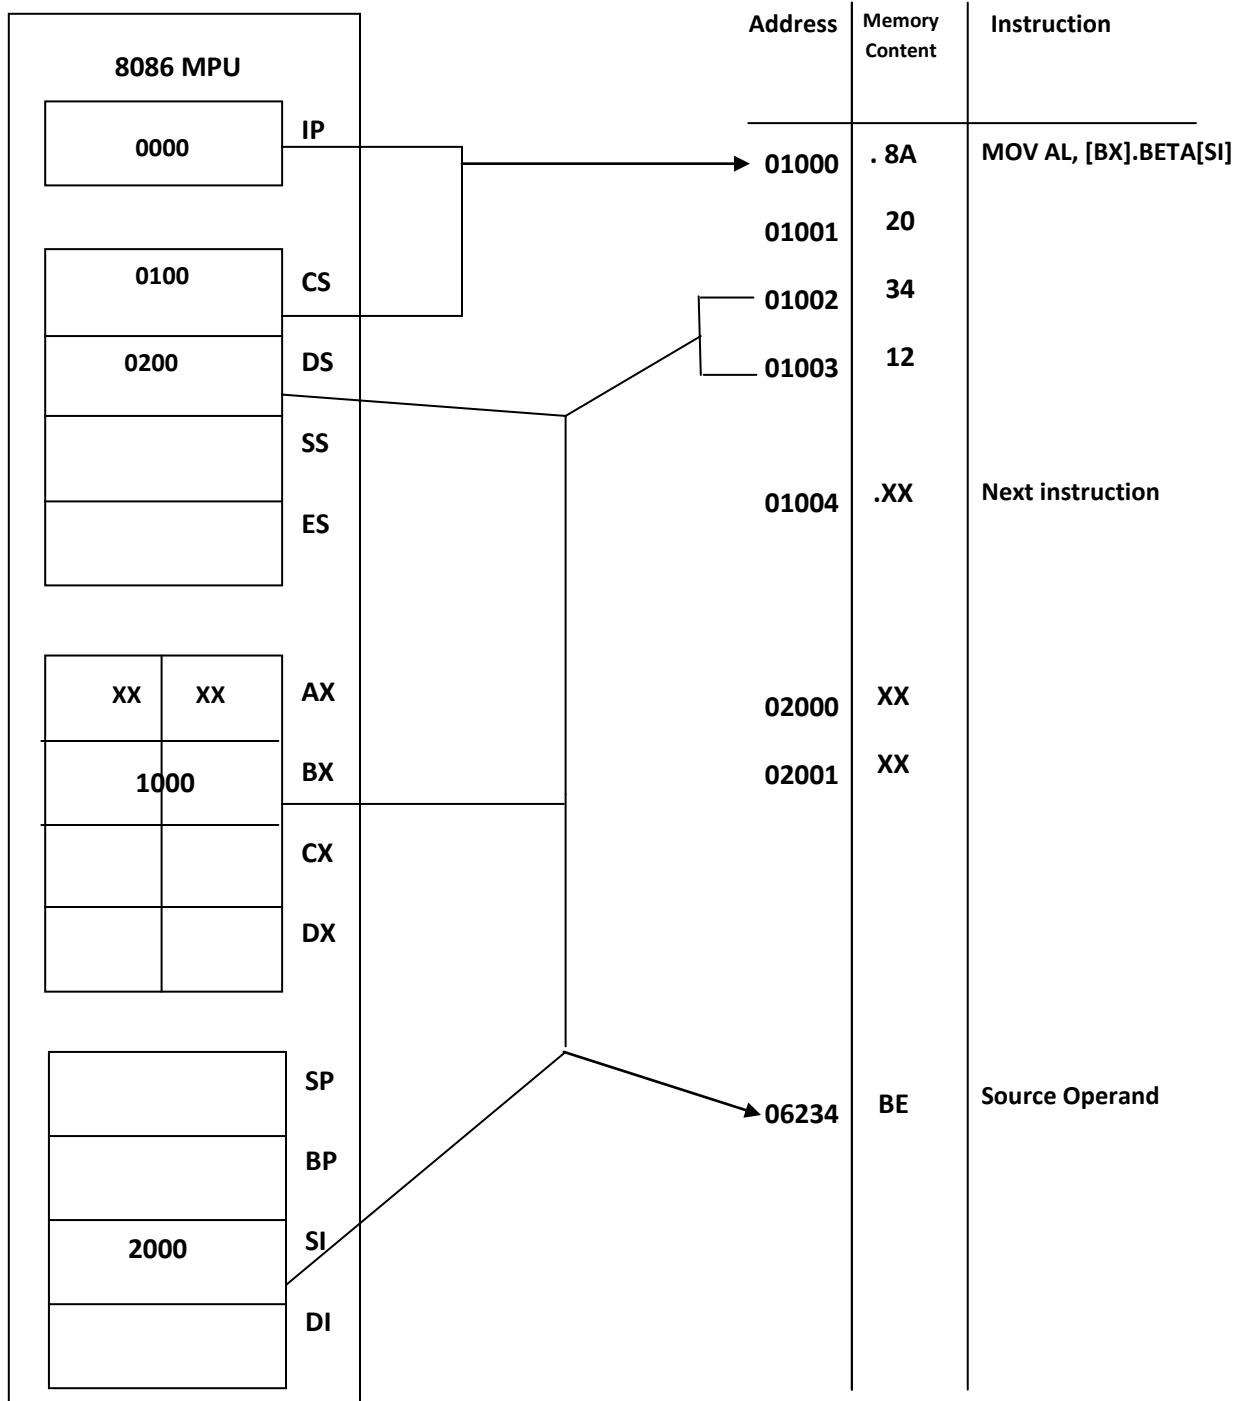 8086 MPU
0000
IP
0100
CS
0200
DS
SS
ES
XX XX
AX
1000
BX
CX
DX
SP
BP
2000
SI
DI
Address Memory Content Instruction
01000 . 8A MOV AL, [BX].BETA[SI]
01001 20
01002 34
01003 12
01004 .XX Next instruction
02000 XX
02001 XX
06234 BE Source Operand